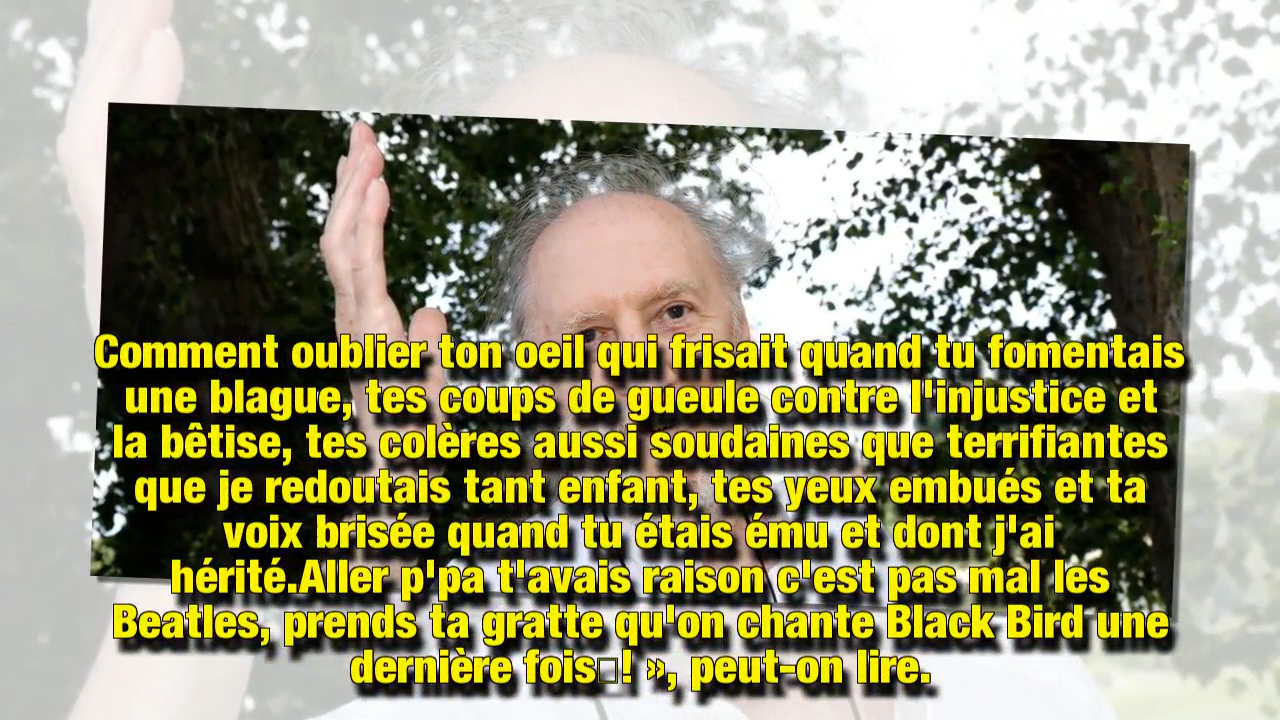 Comment oublier ton oeil qui frisait quand tu fomentais
une blague, tes coups de gueule contre l'injustice et
la bêtise, tes colères aussi soudaines que terrifiantes
que je redoutais tant enfant, tes yeux embués et ta
voix brisée quand tu étais ému et dont j'ai
hérité.Aller p'pa t'avais raison c'est pas mal les
Beatles, prends ta gratte qu'on chante Black Bird une
dernière fois□! », peut-on lire.